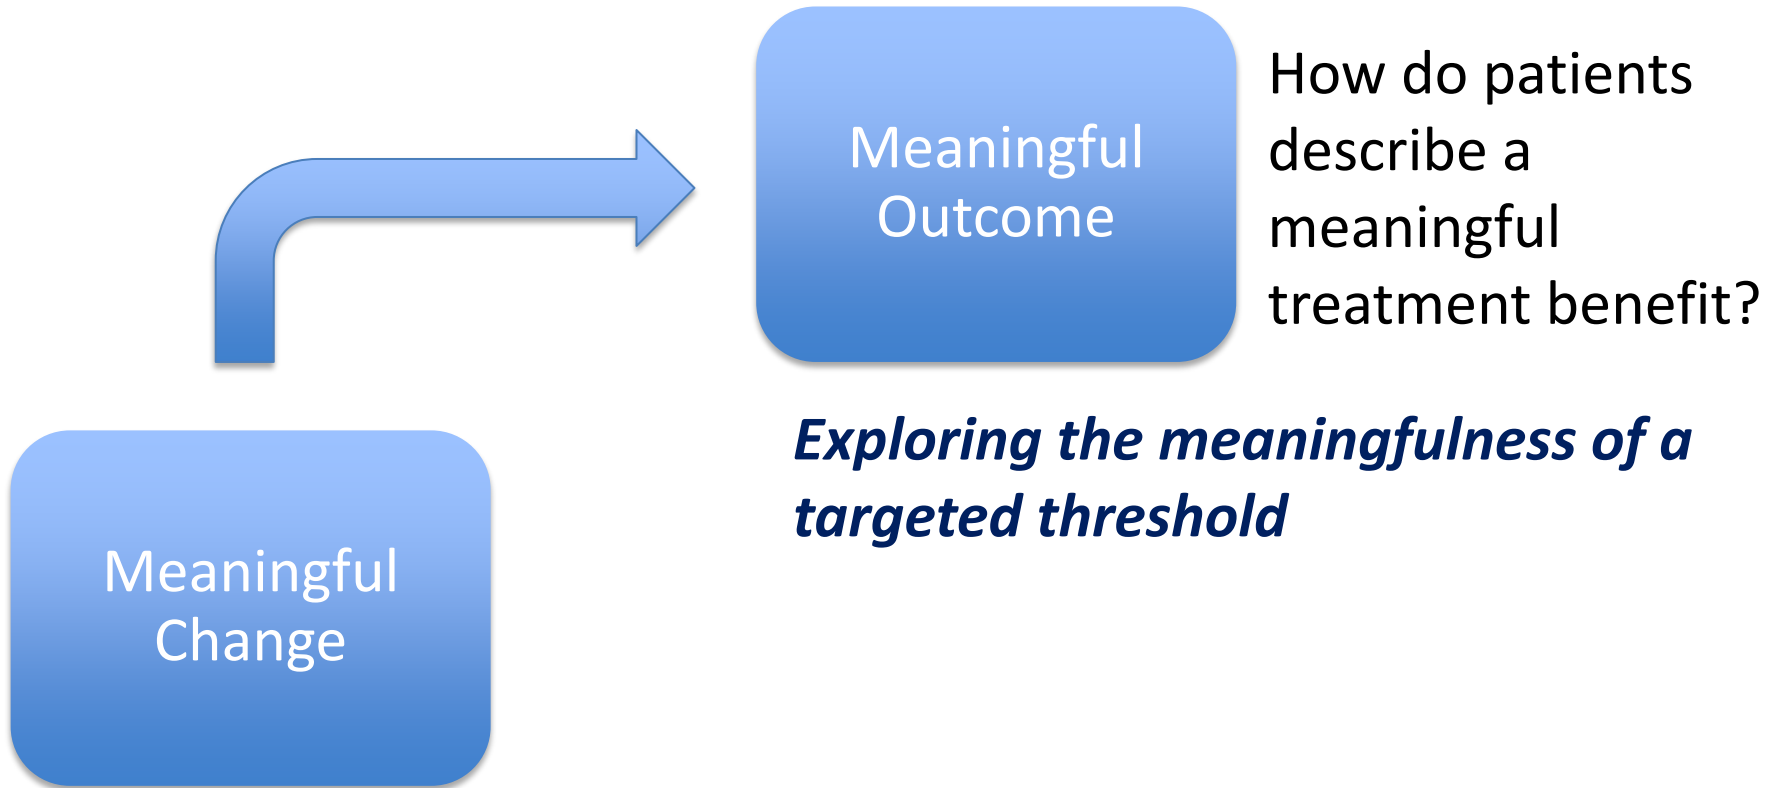 Meaningful
Outcome
How do patients
describe a
meaningful
treatment benefit?
Exploring the meaningfulness of a
targeted threshold
Meaningful
Change